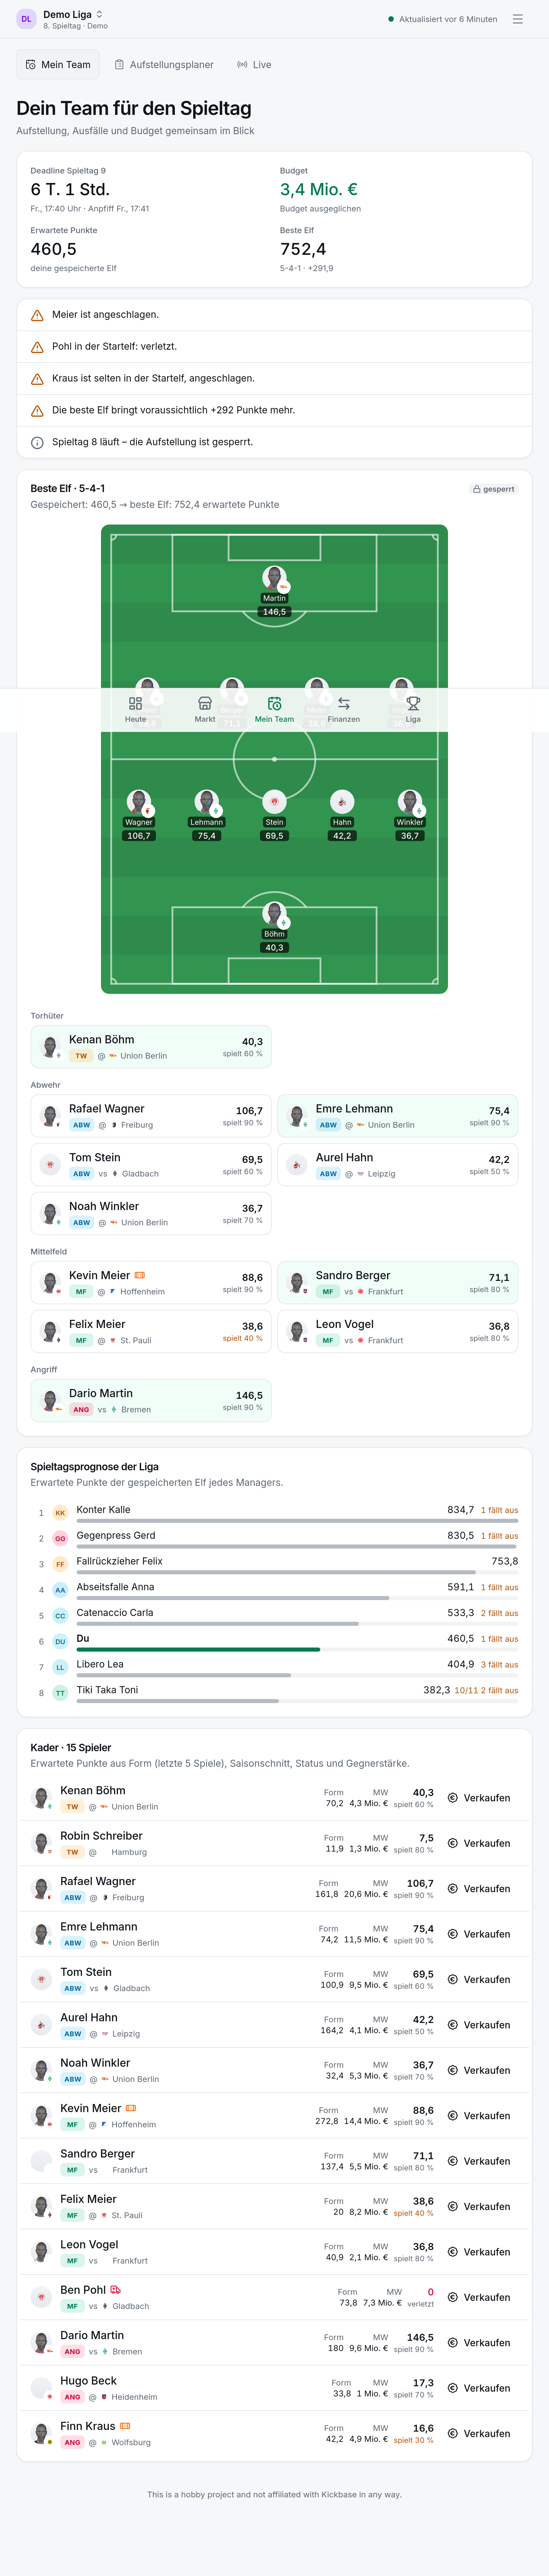 DL
Demo Liga
8. Spieltag · Demo
Aktualisiert vor 6 Minuten
Mein Team
Aufstellungsplaner
Live
Dein Team für den Spieltag
Aufstellung, Ausfälle und Budget gemeinsam im Blick
Deadline Spieltag 9
6 T. 1 Std.
Fr., 17:40 Uhr · Anpfiff Fr., 17:41
Budget
3,4 Mio. €
Budget ausgeglichen
Erwartete Punkte
460,5
deine gespeicherte Elf
Beste Elf
752,4
5-4-1 · +291,9
Meier ist angeschlagen.
Pohl in der Startelf: verletzt.
Kraus ist selten in der Startelf, angeschlagen.
Die beste Elf bringt voraussichtlich +292 Punkte mehr.
Spieltag 8 läuft – die Aufstellung ist gesperrt.
Beste Elf · 5-4-1
gesperrt
Gespeichert: 460,5 → beste Elf: 752,4 erwartete Punkte
Martin
146,5
Heute
Markt
Mein Team
Finanzen
Liga
Wagner
106,7
Lehmann
75,4
Stein
69,5
Hahn
42,2
Winkler
36,7
Böhm
40,3
Torhüter
Kenan Böhm 40,3
TW @ Union Berlin spielt 60 %
Abwehr
Rafael Wagner 106,7
ABW @ Freiburg spielt 90 %
Emre Lehmann 75,4
ABW @ Union Berlin spielt 90 %
Tom Stein 69,5
ABW vs Gladbach spielt 60 %
Aurel Hahn 42,2
ABW @ Leipzig spielt 50 %
Noah Winkler 36,7
ABW @ Union Berlin spielt 70 %
Mittelfeld
Kevin Meier 88,6
MF @ Hoffenheim spielt 90 %
Sandro Berger 71,1
MF vs Frankfurt spielt 80 %
Felix Meier 38,6
MF @ St. Pauli spielt 40 %
Leon Vogel 36,8
MF vs Frankfurt spielt 80 %
Angriff
Dario Martin 146,5
ANG vs Bremen spielt 90 %
Spieltagsprognose der Liga
Erwartete Punkte der gespeicherten Elf jedes Managers.
1 KK Konter Kalle 834,7 1 fällt aus
2 GG Gegenpress Gerd 830,5 1 fällt aus
3 FF Fallrückzieher Felix 753,8
4 AA Abseitsfalle Anna 591,1 1 fällt aus
5 CC Catenaccio Carla 533,3 2 fällt aus
6 DU Du 460,5 1 fällt aus
7 LL Libero Lea 404,9 3 fällt aus
8 TT Tiki Taka Toni 382,3 10/11 2 fällt aus
Kader · 15 Spieler
Erwartete Punkte aus Form (letzte 5 Spiele), Saisonschnitt, Status und Gegnerstärke.
Kenan Böhm Form MW 40,3 Verkaufen
TW @ Union Berlin 70,2 4,3 Mio. € spielt 60 %
Robin Schreiber Form MW 7,5 Verkaufen
TW @ Hamburg 11,9 1,3 Mio. € spielt 80 %
Rafael Wagner Form MW 106,7 Verkaufen
ABW @ Freiburg 161,8 20,6 Mio. € spielt 90 %
Emre Lehmann Form MW 75,4 Verkaufen
ABW @ Union Berlin 74,2 11,5 Mio. € spielt 90 %
Tom Stein Form MW 69,5 Verkaufen
ABW vs Gladbach 100,9 9,5 Mio. € spielt 60 %
Aurel Hahn Form MW 42,2 Verkaufen
ABW @ Leipzig 164,2 4,1 Mio. € spielt 50 %
Noah Winkler Form MW 36,7 Verkaufen
ABW @ Union Berlin 32,4 5,3 Mio. € spielt 70 %
Kevin Meier Form MW 88,6 Verkaufen
MF @ Hoffenheim 272,8 14,4 Mio. € spielt 90 %
Sandro Berger Form MW 71,1 Verkaufen
MF vs Frankfurt 137,4 5,5 Mio. € spielt 80 %
Felix Meier Form MW 38,6 Verkaufen
MF @ St. Pauli 20 8,2 Mio. € spielt 40 %
Leon Vogel Form MW 36,8 Verkaufen
MF vs Frankfurt 40,9 2,1 Mio. € spielt 80 %
Ben Pohl Form MW 0 Verkaufen
MF vs Gladbach 73,8 7,3 Mio. € verletzt
Dario Martin Form MW 146,5 Verkaufen
ANG vs Bremen 180 9,6 Mio. € spielt 90 %
Hugo Beck Form MW 17,3 Verkaufen
ANG @ Heidenheim 33,8 1 Mio. € spielt 70 %
Finn Kraus Form MW 16,6 Verkaufen
ANG @ Wolfsburg 42,2 4,9 Mio. € spielt 30 %
This is a hobby project and not affiliated with Kickbase in any way.